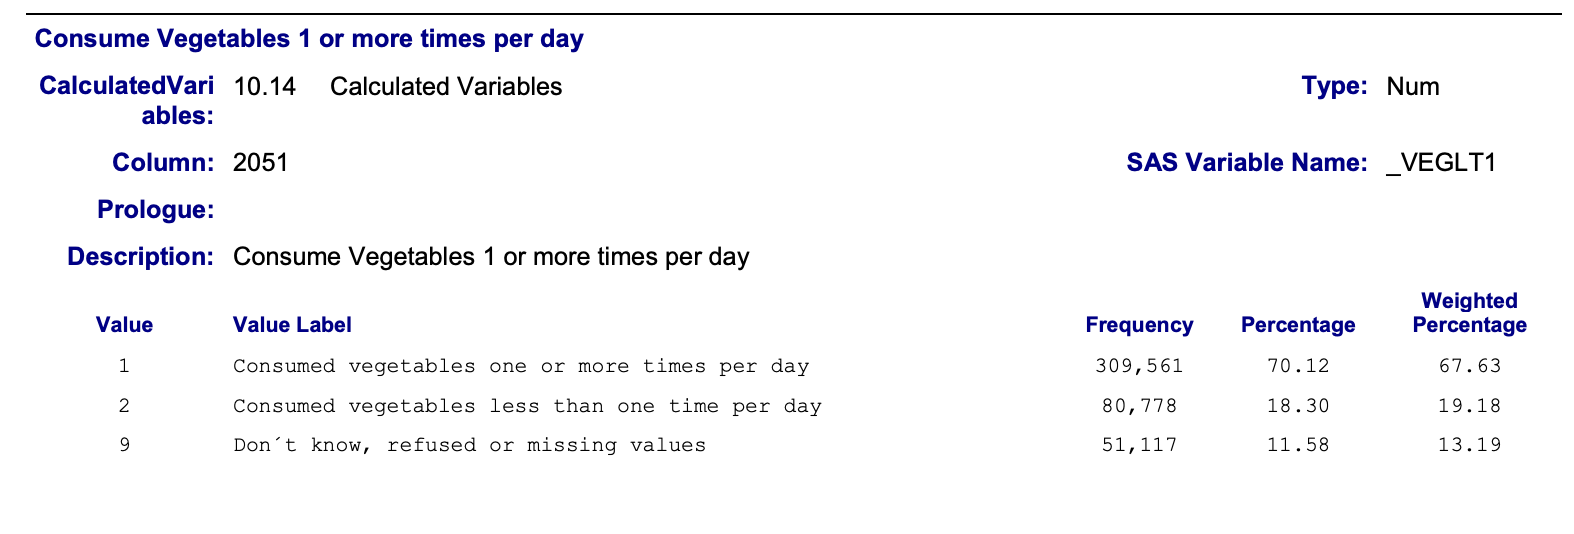 Consume Vegetables 1 or more times per day
CalculatedVari 10.14 Calculated Variables Type: Num
ables:
Column: 2051 SAS Variable Name: _VEGLT1
Prologue:
Description: Consume Vegetables 1 or more times per day
Weighted
Value Value Label Frequency Percentage Percentage
1 Consumed vegetables one or more times per day 309,561 70.12 67.63
2 Consumed vegetables less than one time per day 80,778 18.30 19.18
9 Don´t know, refused or missing values 51,117 11.58 13.19